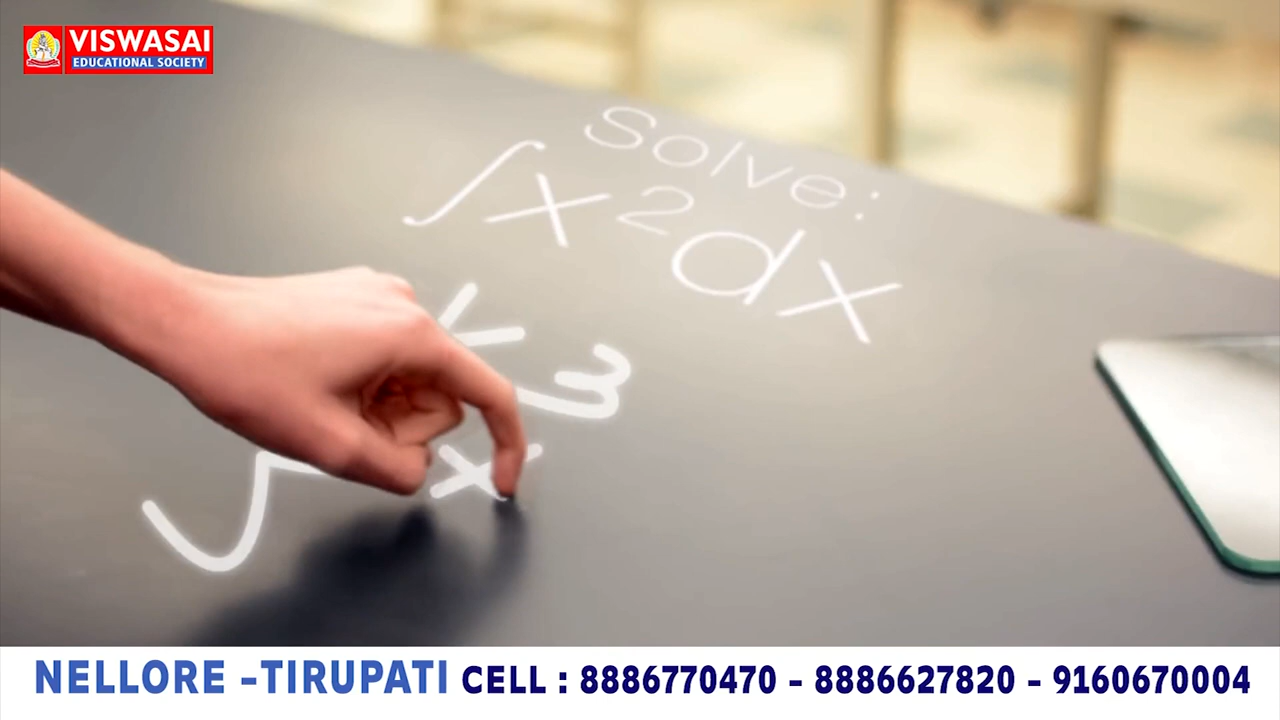 VISWASAI
EDUCATIONAL SOCIETY
Solve:
∫x²dx
NELLORE –TIRUPATI CELL : 8886770470 – 8886627820 – 9160670004